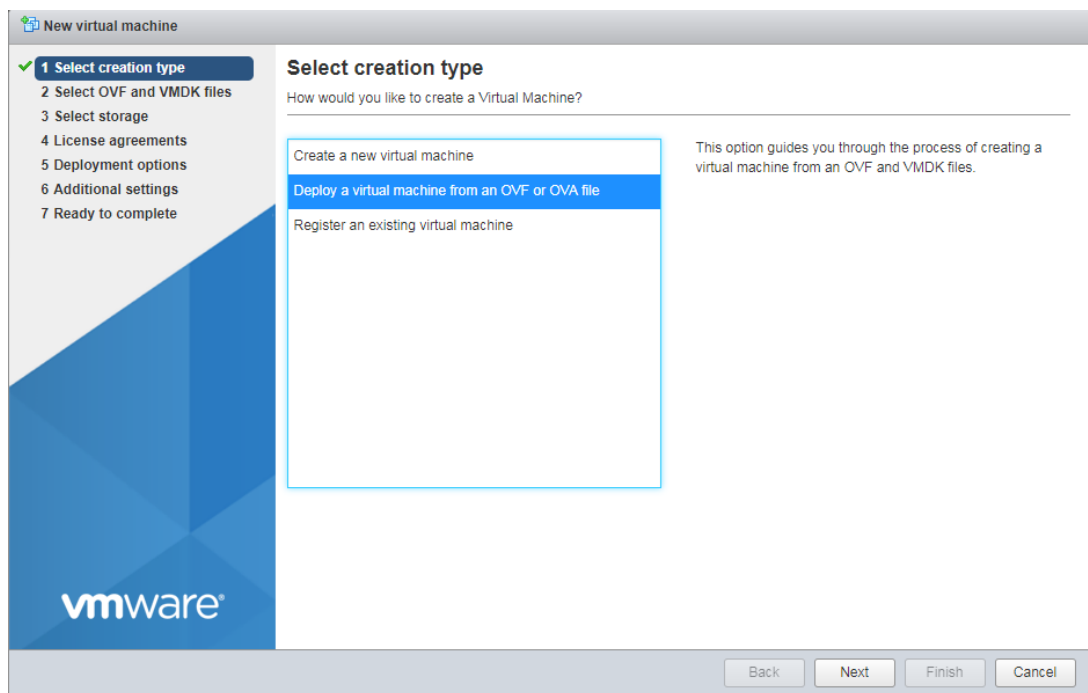 New virtual machine
1 Select creation type
2 Select OVF and VMDK files
3 Select storage
4 License agreements
5 Deployment options
6 Additional settings
7 Ready to complete
Select creation type
How would you like to create a Virtual Machine?
Create a new virtual machine
Deploy a virtual machine from an OVF or OVA file
Register an existing virtual machine
This option guides you through the process of creating a
virtual machine from an OVF and VMDK files.
vmware®
Back
Next
Finish
Cancel